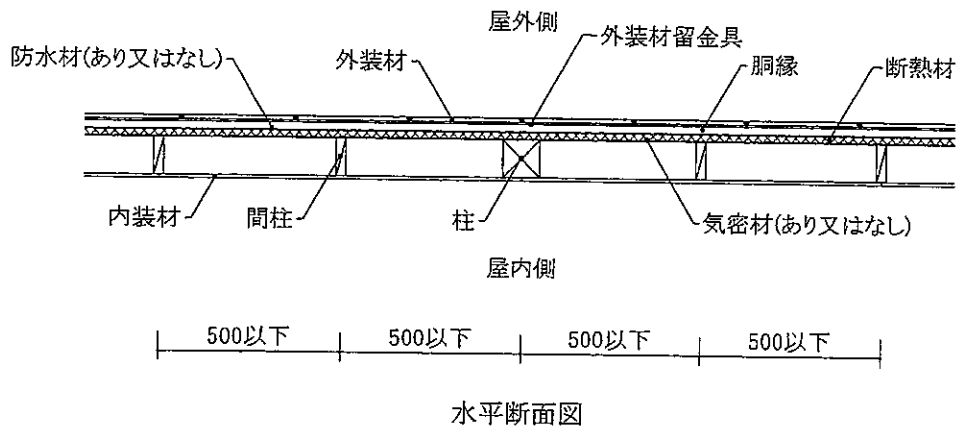 屋外側
防水材(あり又はなし)
外装材
外装材留金具
胴縁
断熱材
内装材
間柱
柱
気密材(あり又はなし)
屋内側
500以下
500以下
500以下
500以下
水平断面図